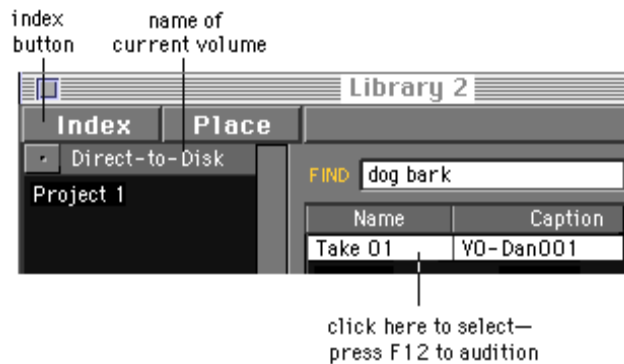 index
button
name of
current volume
Library 2
Index
Place
Direct-to-Disk
Project 1
FIND dog bark
Name
Caption
Take 01
VO-Dan001
click here to select—
press F12 to audition